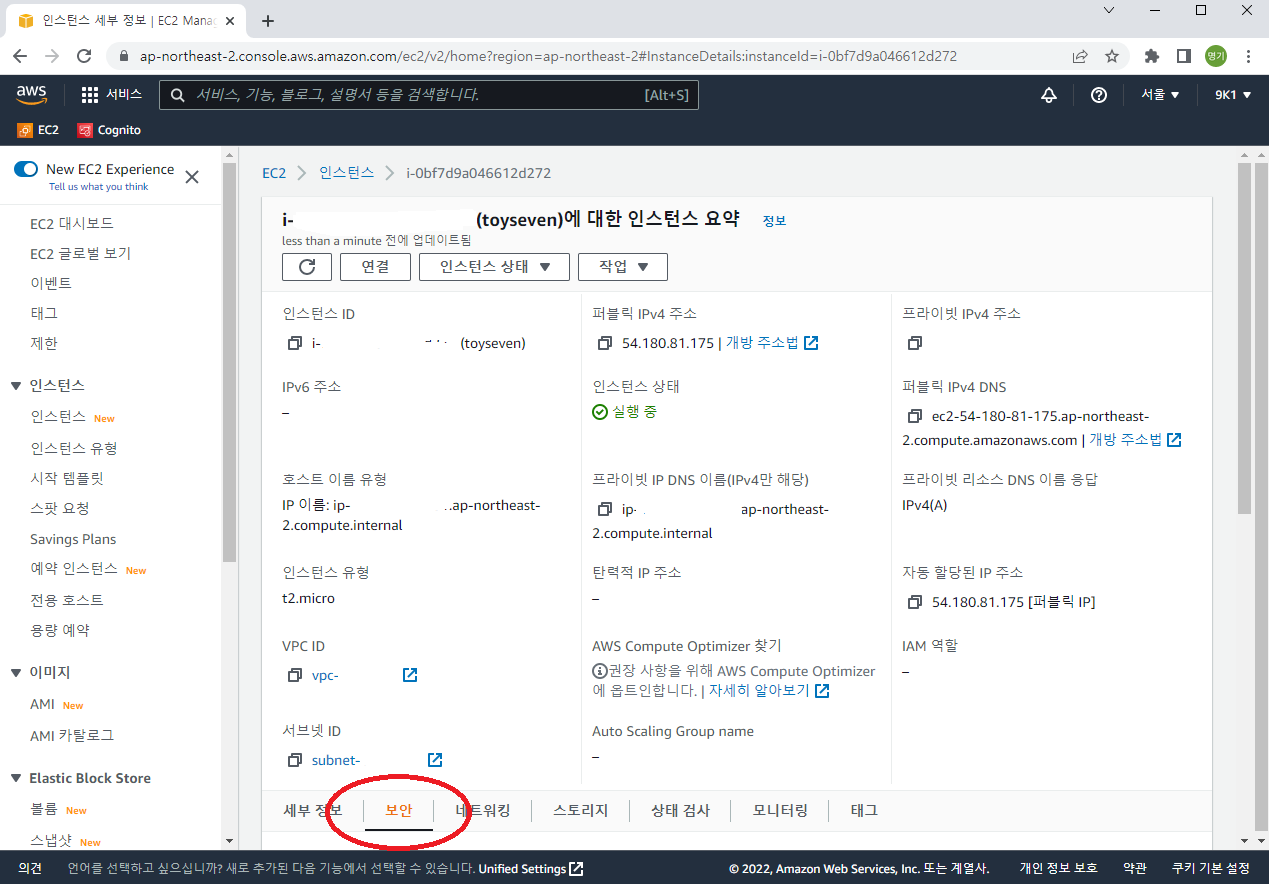 인스턴스 세부 정보 | EC2 Manag
ap-northeast-2.console.aws.amazon.com/ec2/v2/home?region=ap-northeast-2#InstanceDetails:instanceId=i-0bf7d9a046612d272
명기
aws
서비스
서비스, 기능, 블로그, 설명서 등을 검색합니다.
[Alt+S]
서울 ▼
9K1 ▼
EC2
Cognito
New EC2 Experience
Tell us what you think
EC2 대시보드
EC2 글로벌 보기
이벤트
태그
제한
인스턴스
인스턴스 New
인스턴스 유형
시작 템플릿
스팟 요청
Savings Plans
예약 인스턴스 New
전용 호스트
용량 예약
이미지
AMI New
AMI 카탈로그
Elastic Block Store
볼륨 New
스냅샷 New
EC2 > 인스턴스 > i-0bf7d9a046612d272
i- (toyseven)에 대한 인스턴스 요약 정보
less than a minute 전에 업데이트됨
연결
인스턴스 상태 ▼
작업 ▼
인스턴스 ID
i- (toyseven)
퍼블릭 IPv4 주소
54.180.81.175 | 개방 주소법
프라이빗 IPv4 주소
IPv6 주소
–
인스턴스 상태
실행 중
퍼블릭 IPv4 DNS
ec2-54-180-81-175.ap-northeast-
2.compute.amazonaws.com | 개방 주소법
호스트 이름 유형
IP 이름: ip- .ap-northeast-
2.compute.internal
프라이빗 IP DNS 이름(IPv4만 해당)
ip- ap-northeast-
2.compute.internal
프라이빗 리소스 DNS 이름 응답
IPv4(A)
인스턴스 유형
t2.micro
탄력적 IP 주소
–
자동 할당된 IP 주소
54.180.81.175 [퍼블릭 IP]
VPC ID
vpc-
AWS Compute Optimizer 찾기
권장 사항을 위해 AWS Compute Optimizer
에 옵트인합니다. | 자세히 알아보기
IAM 역할
–
서브넷 ID
subnet-
Auto Scaling Group name
–
세부 정보
보안
네트워킹
스토리지
상태 검사
모니터링
태그
의견
언어를 선택하고 싶으십니까? 새로 추가된 다음 기능에서 선택할 수 있습니다. Unified Settings
© 2022, Amazon Web Services, Inc. 또는 계열사.
개인 정보 보호
약관
쿠키 기본 설정